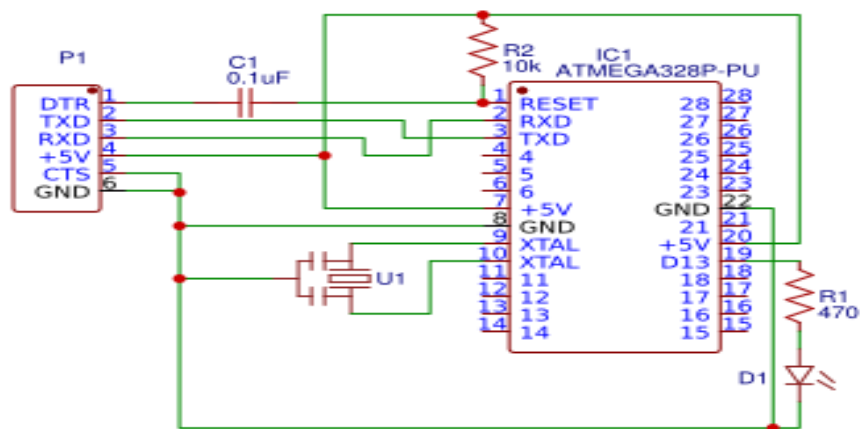 P1
DTR 1
TXD 2
RXD 3
+5V 4
CTS 5
GND 6
C1
0.1uF
R2
10k
IC1
ATMEGA328P-PU
1 RESET 28 28
2 RXD 27 27
3 TXD 26 26
4 4 25 25
5 5 24 24
6 6 23 23
7 +5V GND 22
8 GND 21 21
9 XTAL +5V 20
10 XTAL D13 19
11 11 18 18
12 12 17 17
13 13 16 16
14 14 15 15
U1
R1
470
D1